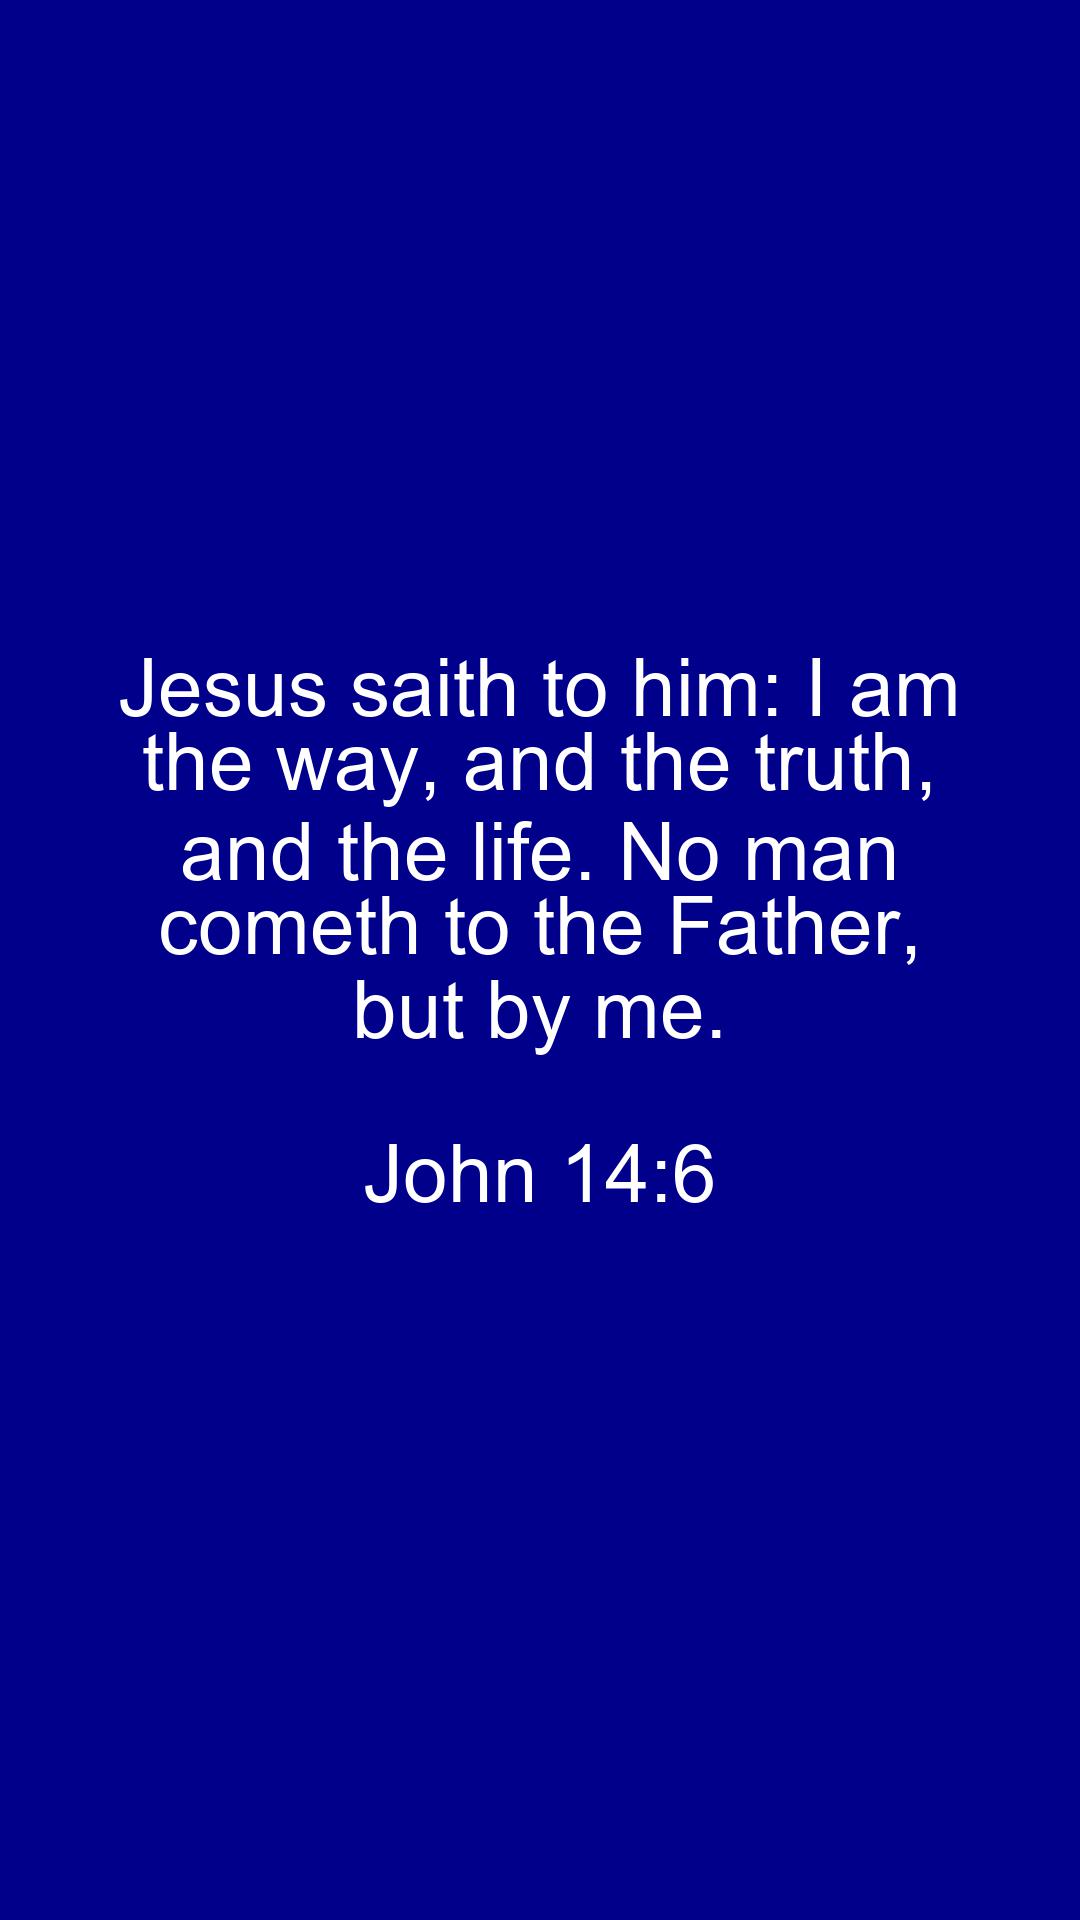 Jesus saith to him: I am
the way, and the truth,
and the life. No man
cometh to the Father,
but by me.
John 14:6